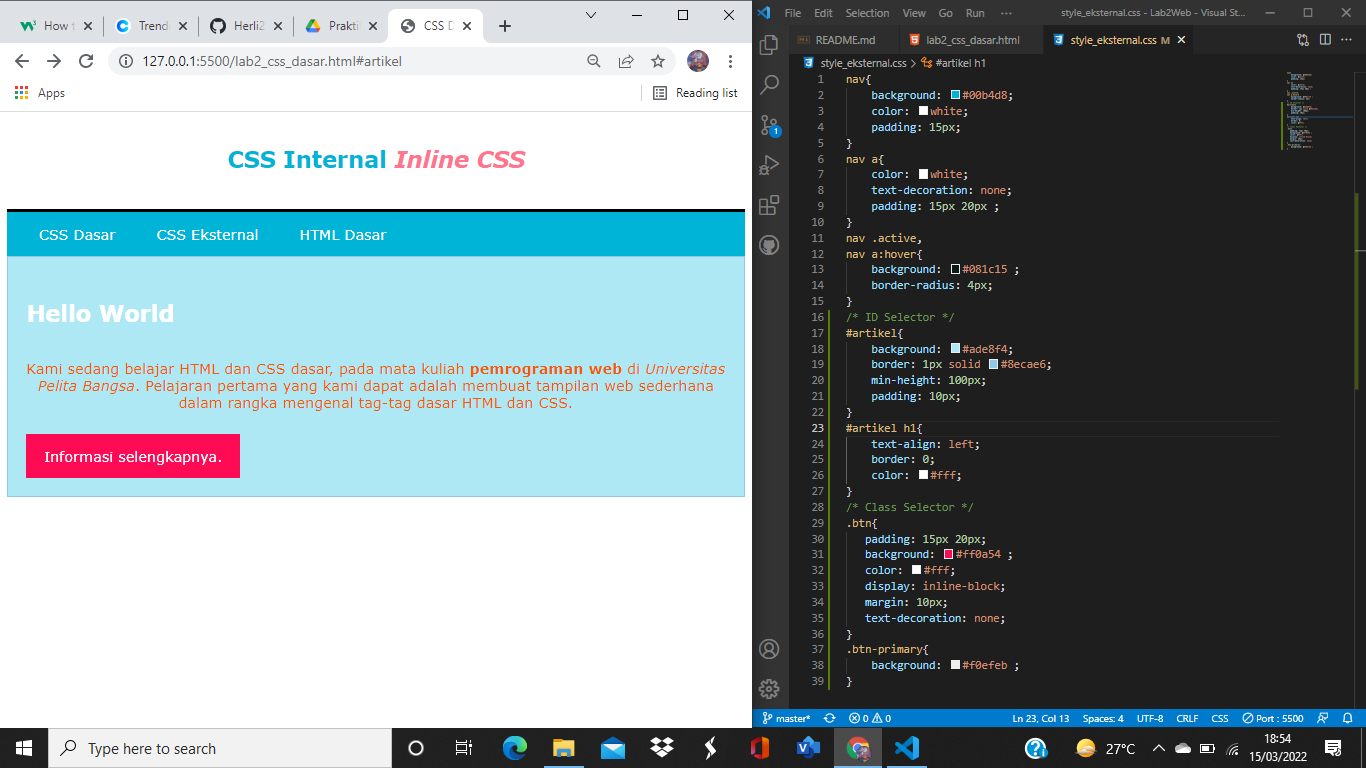 How t
Trend
Herli2
Prakti
CSS D
127.0.0.1:5500/lab2_css_dasar.html#artikel
Apps
Reading list
CSS Internal Inline CSS
CSS Dasar CSS Eksternal HTML Dasar
Hello World
Kami sedang belajar HTML dan CSS dasar, pada mata kuliah pemrograman web di Universitas
Pelita Bangsa. Pelajaran pertama yang kami dapat adalah membuat tampilan web sederhana
dalam rangka mengenal tag-tag dasar HTML dan CSS.
Informasi selengkapnya.
File Edit Selection View Go Run ··· style_eksternal.css - Lab2Web - Visual St...
README.md lab2_css_dasar.html style_eksternal.css M
style_eksternal.css > #artikel h1
1 nav{
2 background: #00b4d8;
3 color: white;
4 padding: 15px;
5 }
6 nav a{
7 color: white;
8 text-decoration: none;
9 padding: 15px 20px ;
10 }
11 nav .active,
12 nav a:hover{
13 background: #081c15 ;
14 border-radius: 4px;
15 }
16 /* ID Selector */
17 #artikel{
18 background: #ade8f4;
19 border: 1px solid #8ecae6;
20 min-height: 100px;
21 padding: 10px;
22 }
23 #artikel h1{
24 text-align: left;
25 border: 0;
26 color: #fff;
27 }
28 /* Class Selector */
29 .btn{
30 padding: 15px 20px;
31 background: #ff0a54 ;
32 color: #fff;
33 display: inline-block;
34 margin: 10px;
35 text-decoration: none;
36 }
37 .btn-primary{
38 background: #f0efeb ;
39 }
1
master* 0 0 Ln 23, Col 13 Spaces: 4 UTF-8 CRLF CSS Port : 5500
Type here to search
27°C
18:54
15/03/2022